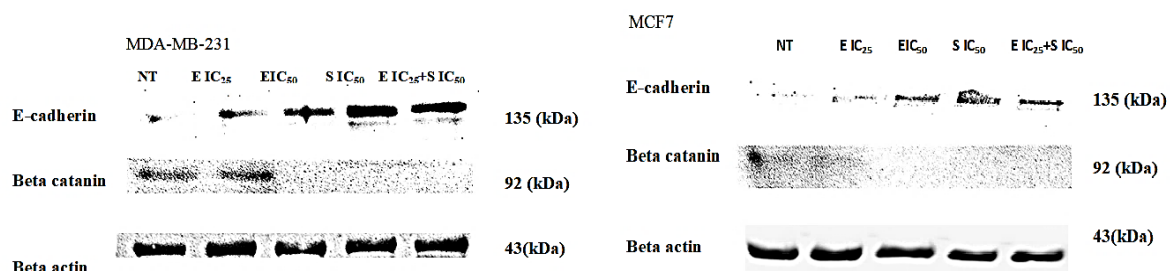 MDA-MB-231
NT E IC25 EIC50 S IC50 E IC25+S IC50
E-cadherin 135 (kDa)
Beta catanin 92 (kDa)
Beta actin 43(kDa)
MCF7
NT E IC25 EIC50 S IC50 E IC25+S IC50
E-cadherin 135 (kDa)
Beta catanin 92 (kDa)
Beta actin 43(kDa)